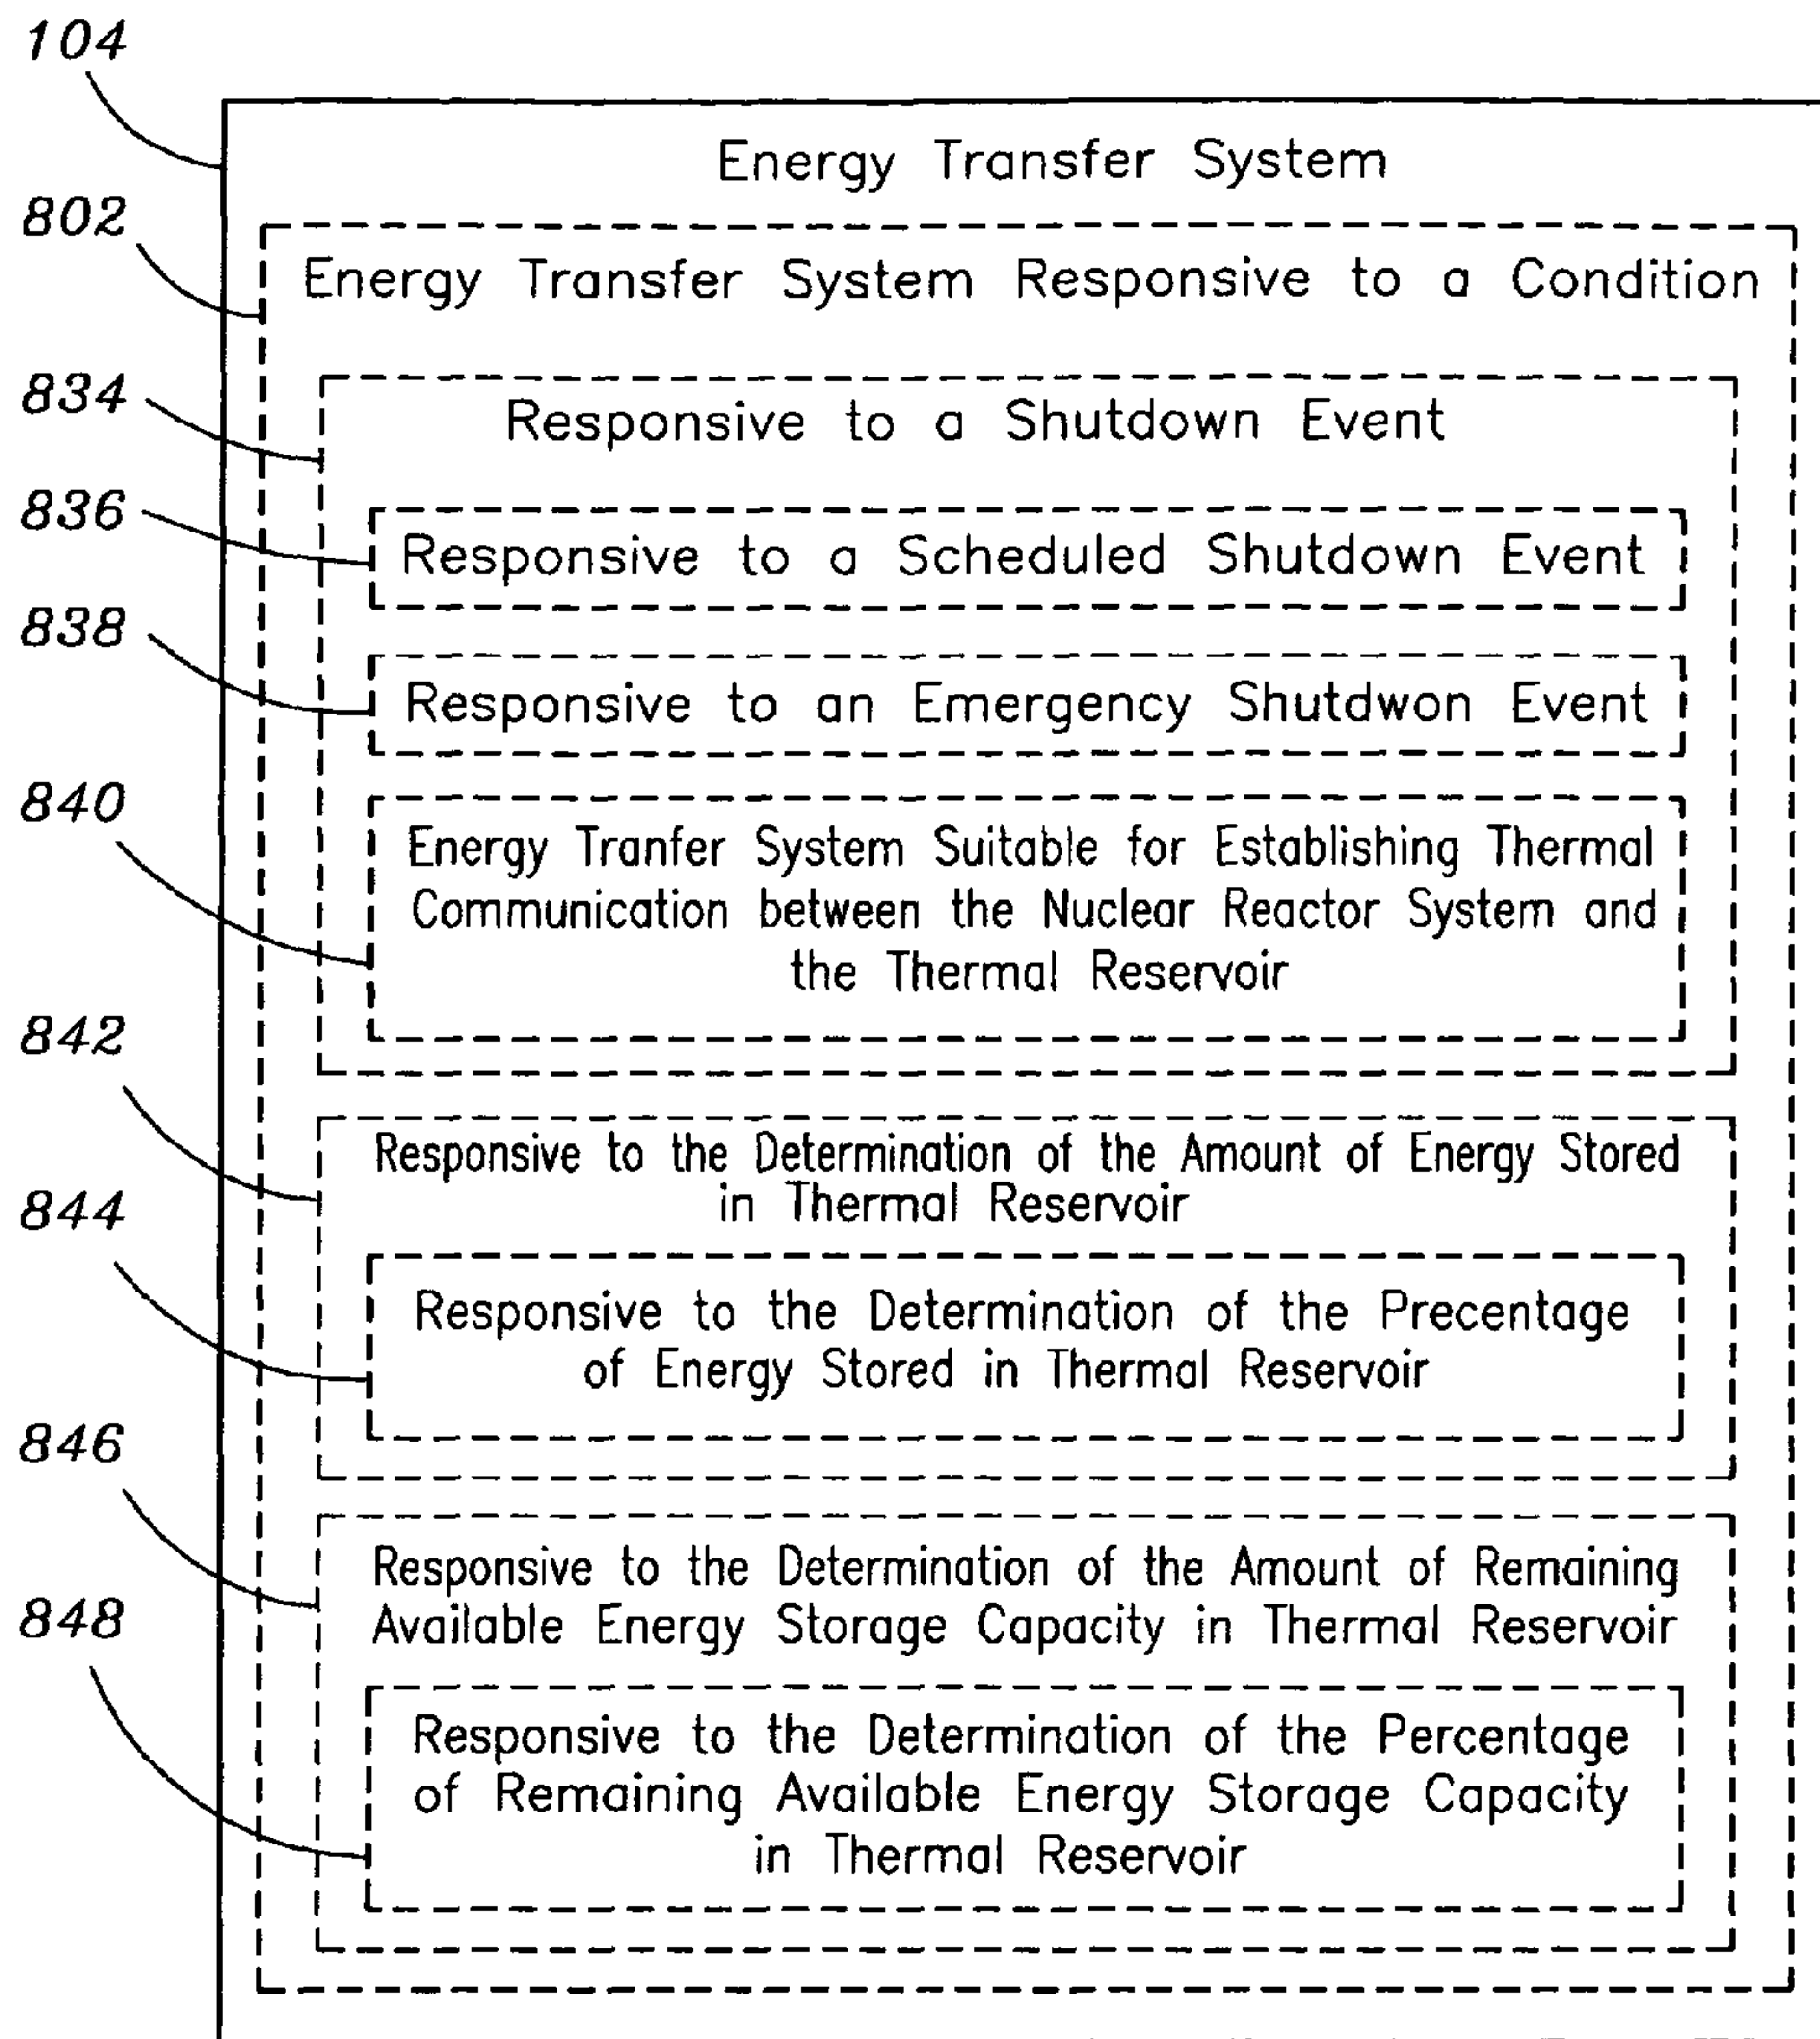 104
Energy Transfer System
802
Energy Transfer System Responsive to a Condition
834
Responsive to a Shutdown Event
836
Responsive to a Scheduled Shutdown Event
838
Responsive to an Emergency Shutdwon Event
840
Energy Tranfer System Suitable for Establishing Thermal
Communication between the Nuclear Reactor System and
the Thermal Reservoir
842
Responsive to the Determination of the Amount of Energy Stored
in Thermal Reservoir
844
Responsive to the Determination of the Precentage
of Energy Stored in Thermal Reservoir
846
Responsive to the Determination of the Amount of Remaining
Available Energy Storage Capacity in Thermal Reservoir
848
Responsive to the Determination of the Percentage
of Remaining Available Energy Storage Capacity
in Thermal Reservoir